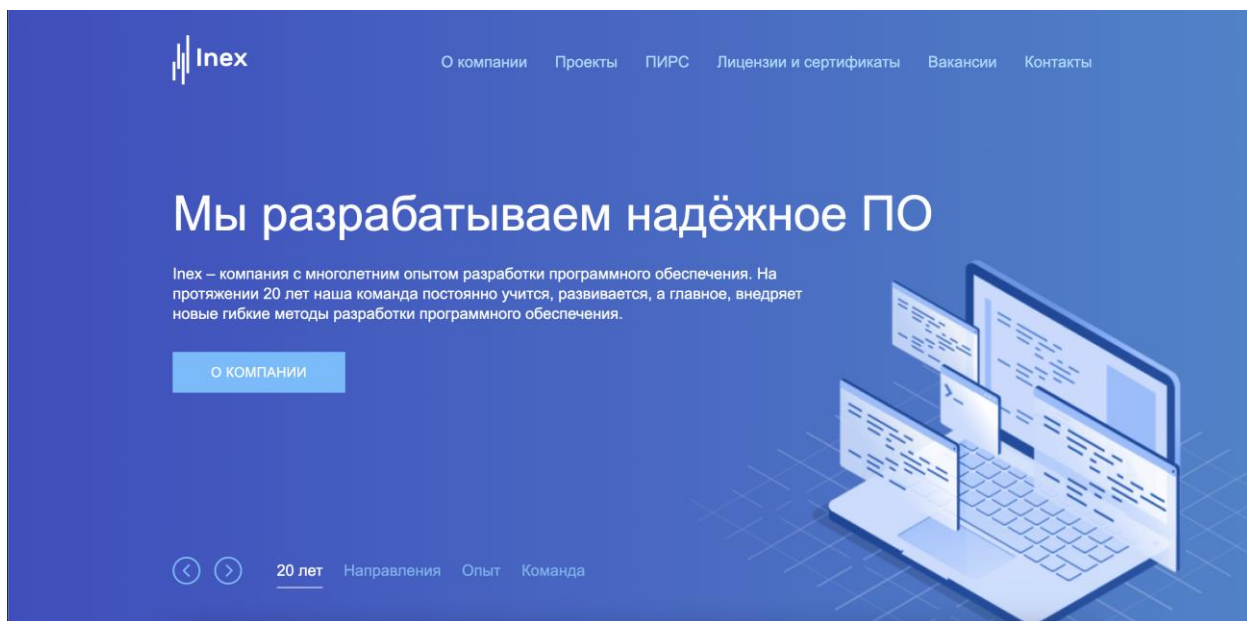 Inex
О компании Проекты ПИРС Лицензии и сертификаты Вакансии Контакты
Мы разрабатываем надёжное ПО
Inex – компания с многолетним опытом разработки программного обеспечения. На
протяжении 20 лет наша команда постоянно учится, развивается, а главное, внедряет
новые гибкие методы разработки программного обеспечения.
О КОМПАНИИ
20 лет Направления Опыт Команда